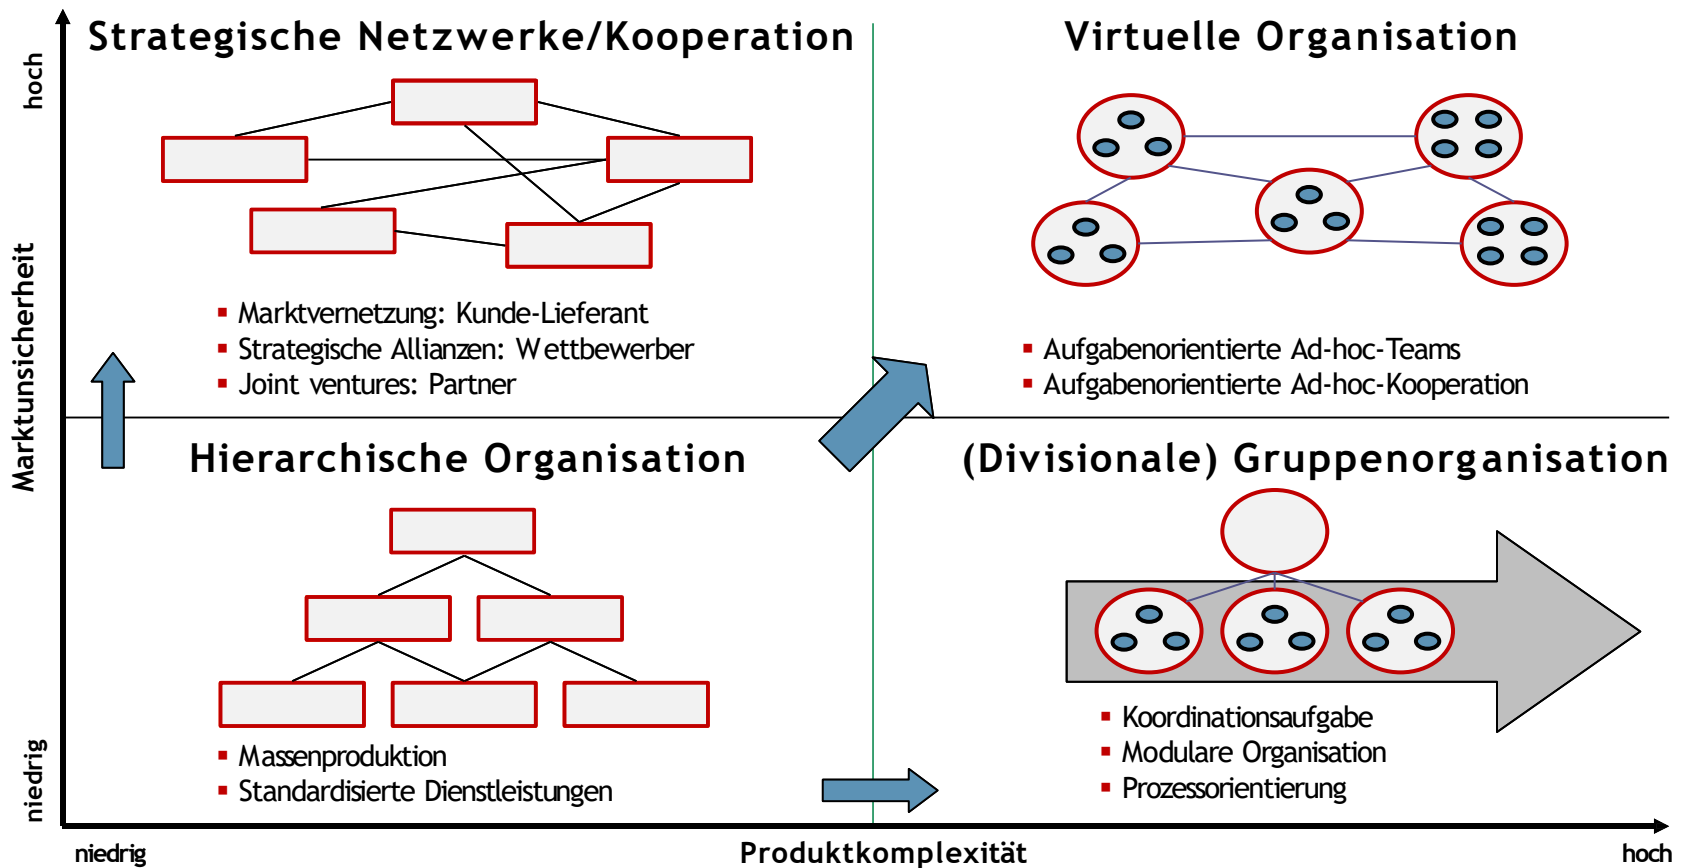 Strategische Netzwerke/Kooperation
Virtuelle Organisation
hoch
Marktunsicherheit
niedrig
▪ Marktvernetzung: Kunde-Lieferant
▪ Strategische Allianzen: Wettbewerber
▪ Joint ventures: Partner
▪ Aufgabenorientierte Ad-hoc-Teams
▪ Aufgabenorientierte Ad-hoc-Kooperation
Hierarchische Organisation
(Divisionale) Gruppenorganisation
▪ Massenproduktion
▪ Standardisierte Dienstleistungen
▪ Koordinationsaufgabe
▪ Modulare Organisation
▪ Prozessorientierung
niedrig
Produktkomplexität
hoch